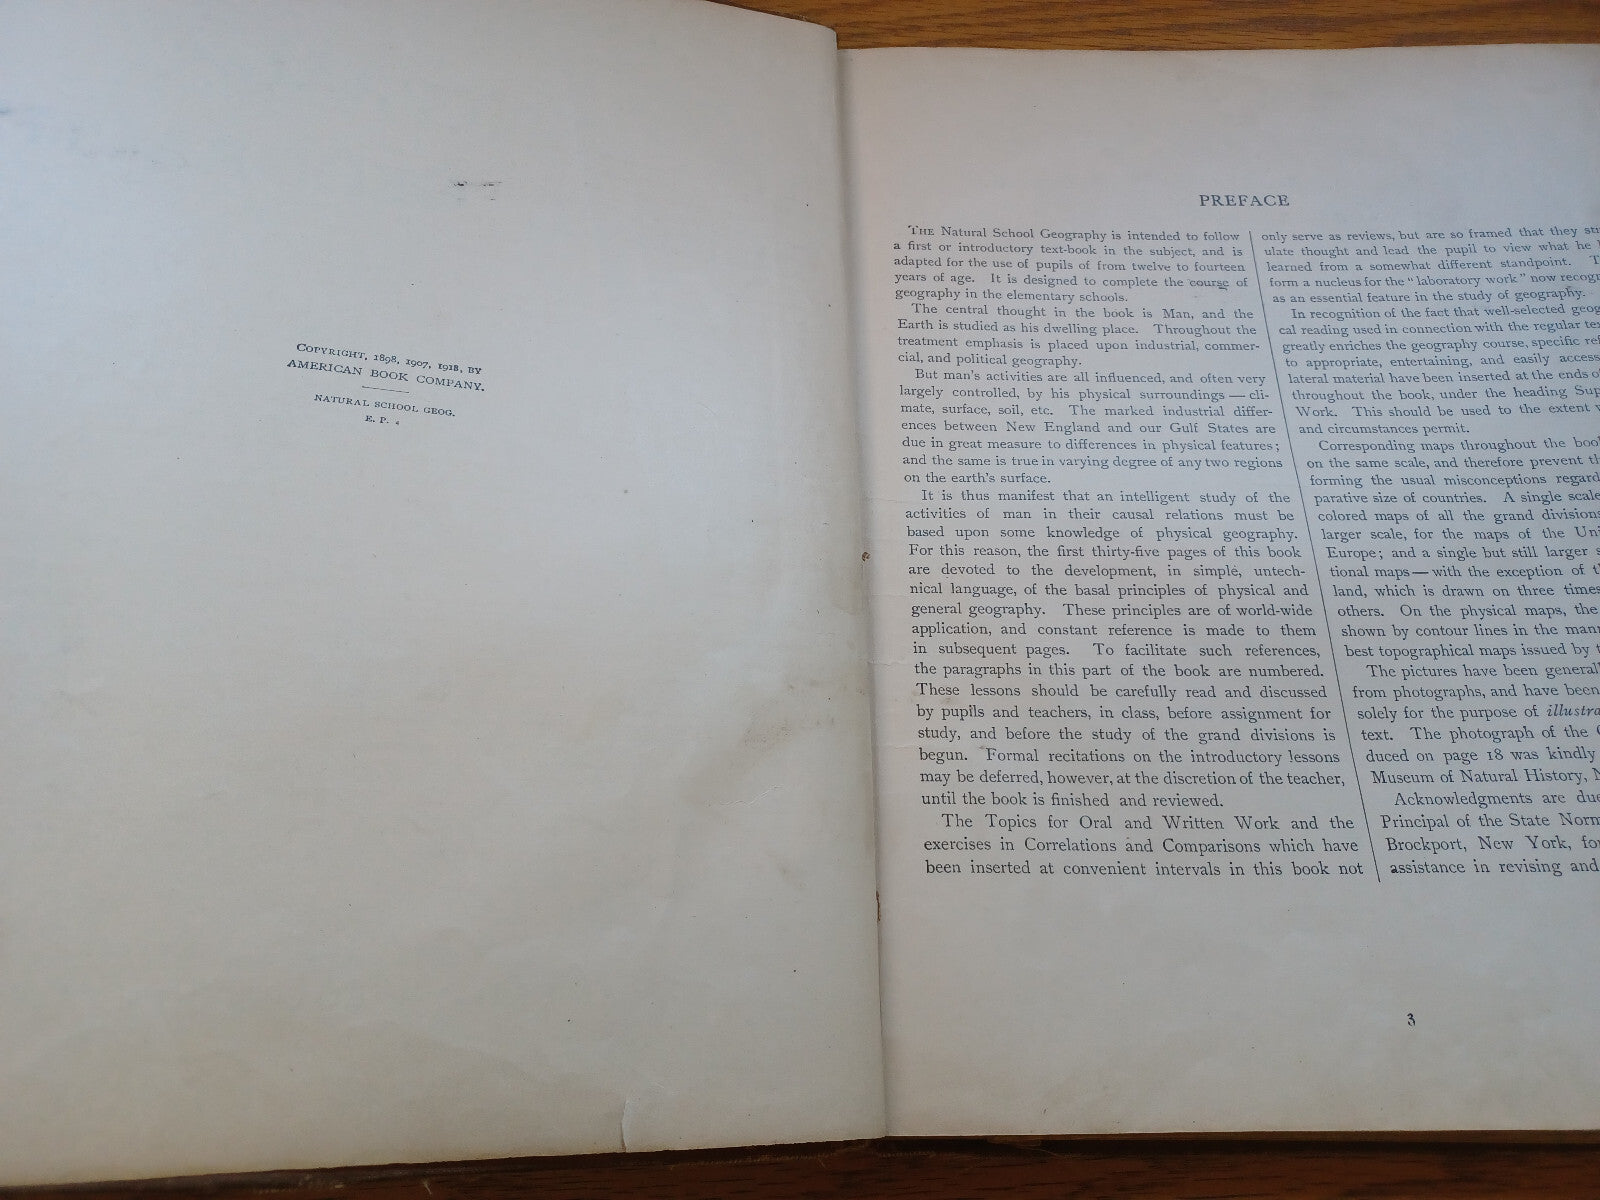 COPYRIGHT, 1898, 1907, 1918, BY
AMERICAN BOOK COMPANY.
NATURAL SCHOOL GEOG.
E. P. 4
PREFACE
THE Natural School Geography is intended to follow
a first or introductory text-book in the subject, and is
adapted for the use of pupils of from twelve to fourteen
years of age. It is designed to complete the course of
geography in the elementary schools.
The central thought in the book is Man, and the
Earth is studied as his dwelling place. Throughout the
treatment emphasis is placed upon industrial, commer-
cial, and political geography.
But man's activities are all influenced, and often very
largely controlled, by his physical surroundings — cli-
mate, surface, soil, etc. The marked industrial differ-
ences between New England and our Gulf States are
due in great measure to differences in physical features;
and the same is true in varying degree of any two regions
on the earth's surface.
It is thus manifest that an intelligent study of the
activities of man in their causal relations must be
based upon some knowledge of physical geography.
For this reason, the first thirty-five pages of this book
are devoted to the development, in simple, untech-
nical language, of the basal principles of physical and
general geography. These principles are of world-wide
application, and constant reference is made to them
in subsequent pages. To facilitate such references,
the paragraphs in this part of the book are numbered.
These lessons should be carefully read and discussed
by pupils and teachers, in class, before assignment for
study, and before the study of the grand divisions is
begun. Formal recitations on the introductory lessons
may be deferred, however, at the discretion of the teacher,
until the book is finished and reviewed.
The Topics for Oral and Written Work and the
exercises in Correlations and Comparisons which have
been inserted at convenient intervals in this book not
only serve as reviews, but are so framed that they
ulate thought and lead the pupil to view what he
learned from a somewhat different standpoint.
form a nucleus for the "laboratory work" now recog
as an essential feature in the study of geography.
In recognition of the fact that well-selected geog
cal reading used in connection with the regular
greatly enriches the geography course, specific
to appropriate, entertaining, and easily access
lateral material have been inserted at the ends
throughout the book, under the heading Sup
Work. This should be used to the extent
and circumstances permit.
Corresponding maps throughout the
on the same scale, and therefore prevent
forming the usual misconceptions regard
parative size of countries. A single scale
colored maps of all the grand divisions
larger scale, for the maps of the Uni
Europe; and a single but still larger
tional maps — with the exception of
land, which is drawn on three times
others. On the physical maps, the
shown by contour lines in the
best topographical maps issued by
The pictures have been general
from photographs, and have been
solely for the purpose of illustra
text. The photograph of the
duced on page 18 was kindly
Museum of Natural History,
Acknowledgments are due
Principal of the State Norm
Brockport, New York,
assistance in revising and
3